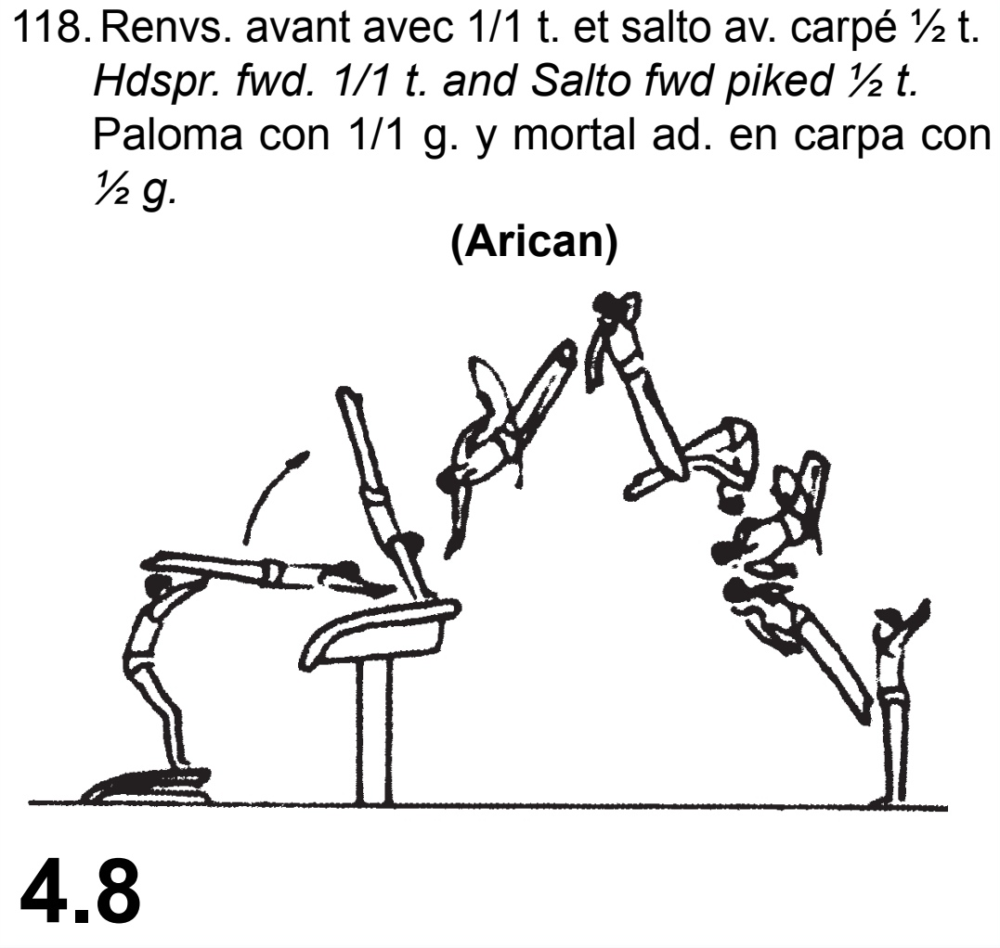 118. Renvs. avant avec 1/1 t. et salto av. carpé ½ t.
Hdspr. fwd. 1/1 t. and Salto fwd piked ½ t.
Paloma con 1/1 g. y mortal ad. en carpa con
½ g.
(Arican)
4.8